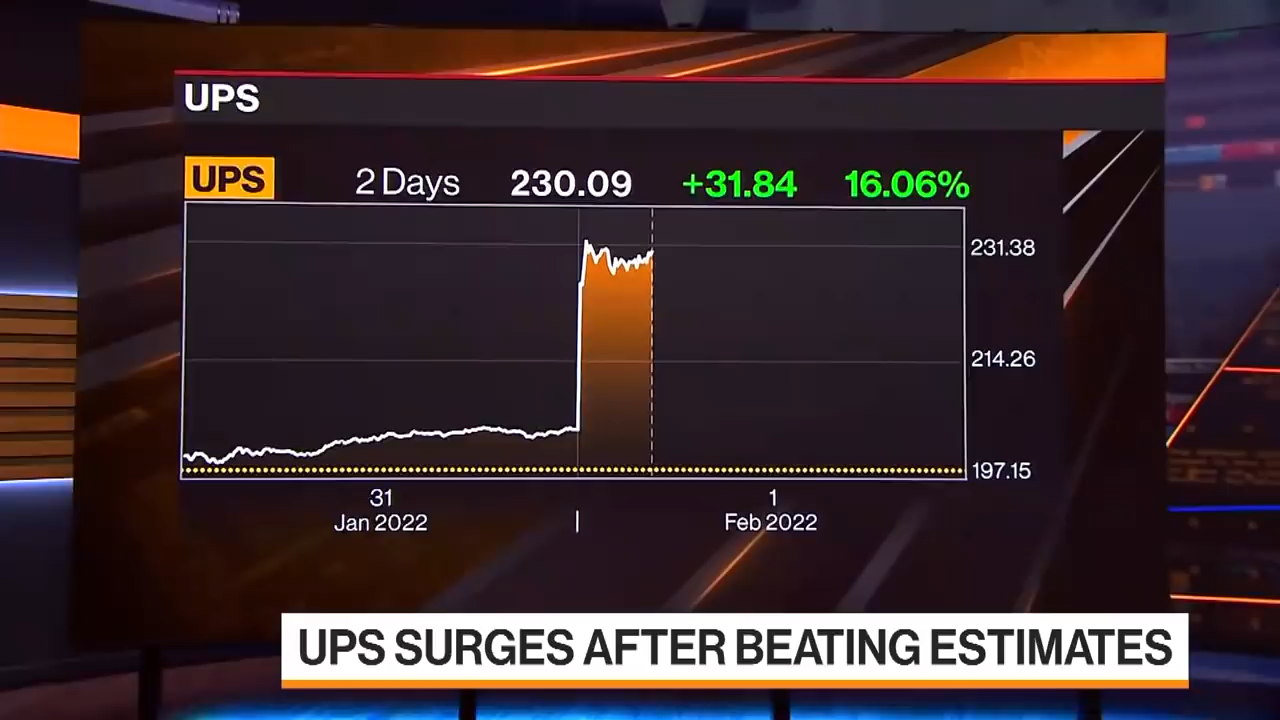 UPS
UPS 2 Days 230.09 +31.84 16.06%
231.38
214.26
197.15
31 1
Jan 2022 | Feb 2022
UPS SURGES AFTER BEATING ESTIMATES